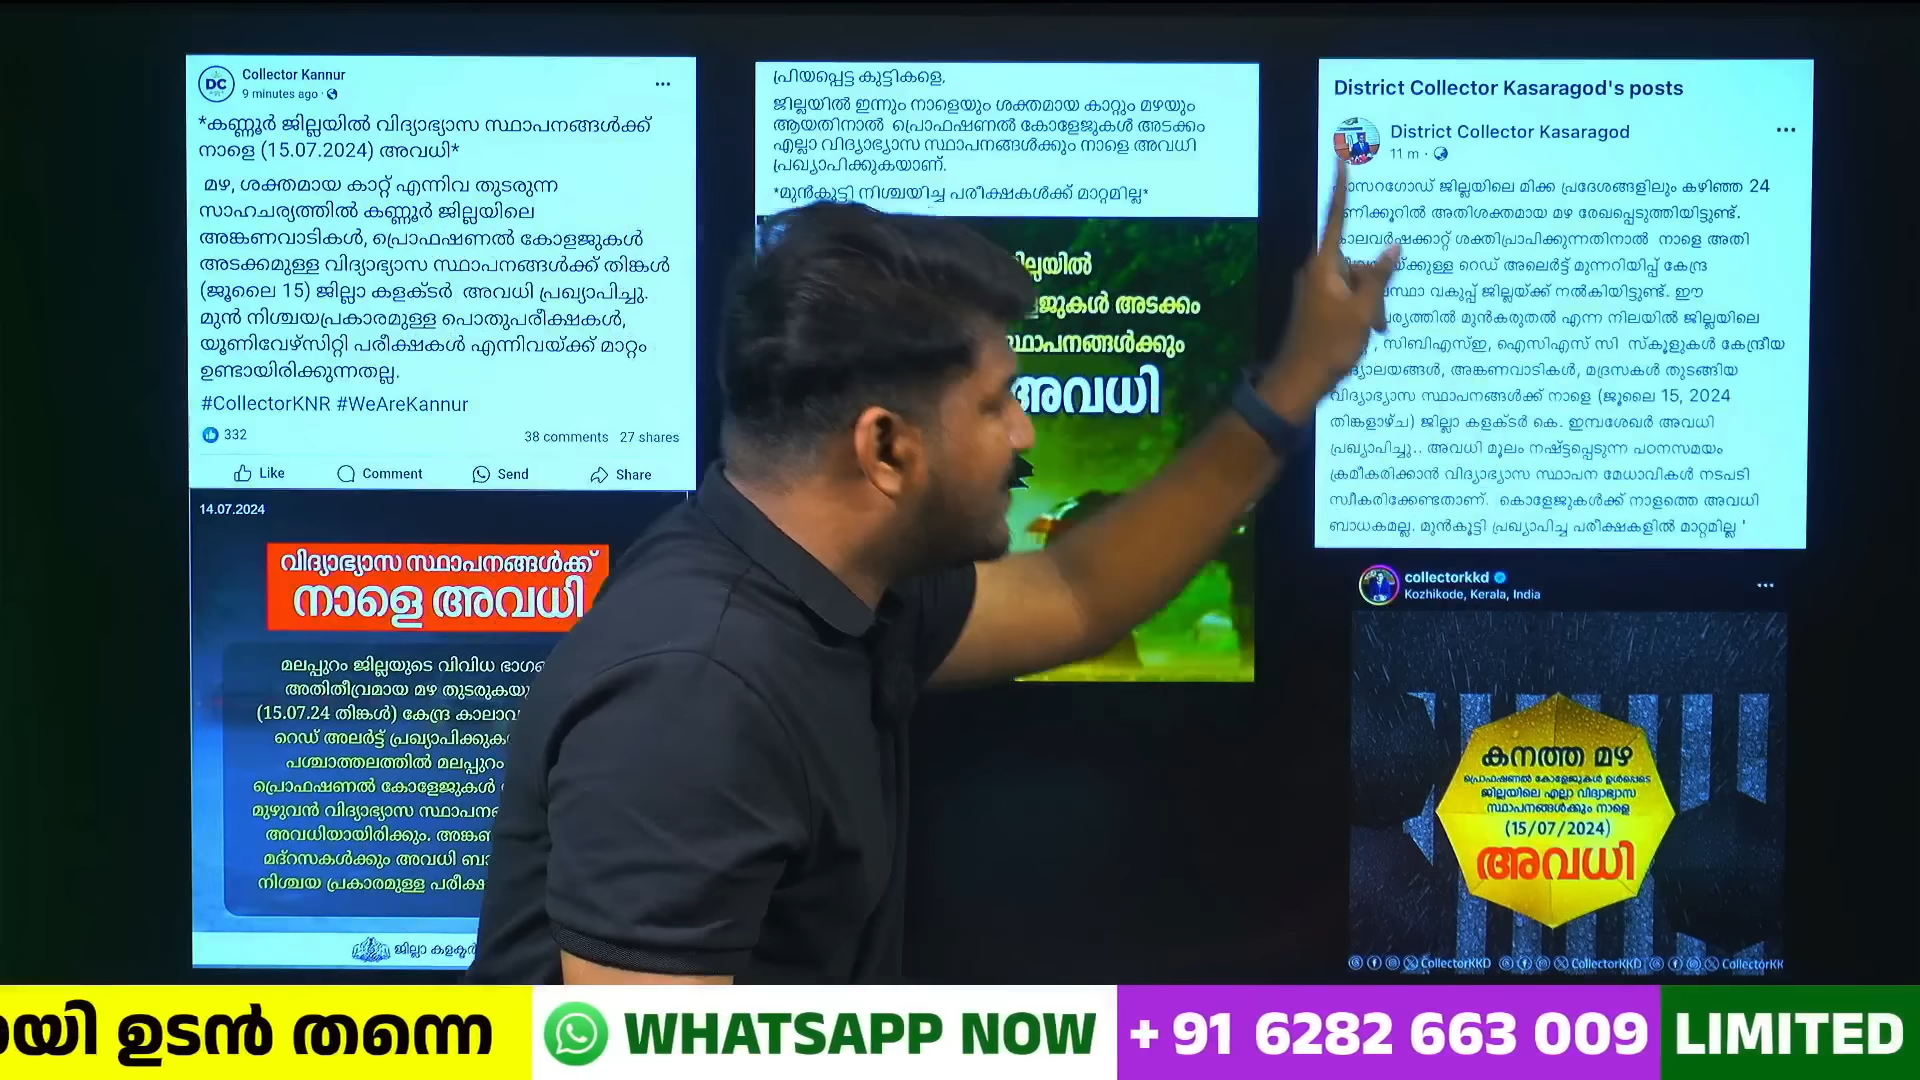 Collector Kannur
9 minutes ago
*കണ്ണൂർ ജില്ലയിൽ വിദ്യാഭ്യാസ സ്ഥാപനങ്ങൾക്ക്
നാളെ (15.07.2024) അവധി*
മഴ, ശക്തമായ കാറ്റ് എന്നിവ തുടരുന്ന
സാഹചര്യത്തിൽ കണ്ണൂർ ജില്ലയിലെ
അങ്കണവാടികൾ, പ്രൊഫഷണൽ കോളജുകൾ
അടക്കമുള്ള വിദ്യാഭ്യാസ സ്ഥാപനങ്ങൾക്ക് തിങ്കൾ
(ജൂലൈ 15) ജില്ലാ കളക്ടർ അവധി പ്രഖ്യാപിച്ചു.
മുൻ നിശ്ചയപ്രകാരമുള്ള പൊതുപരീക്ഷകൾ,
യൂണിവേഴ്സിറ്റി പരീക്ഷകൾ എന്നിവയ്ക്ക് മാറ്റം
ഉണ്ടായിരിക്കുന്നതല്ല.
#CollectorKNR #WeAreKannur
332
38 comments 27 shares
Like Comment Send Share
14.07.2024
വിദ്യാഭ്യാസ സ്ഥാപനങ്ങൾക്ക്
നാളെ അവധി
മലപ്പുറം ജില്ലയുടെ വിവിധ
അതിതീവ്രമായ മഴ
(15.07.24 തിങ്കൾ) കേന്ദ്ര
റെഡ് അലർട്ട്
പശ്ചാത്തലത്തിൽ മലപ്പുറം
പ്രൊഫഷണൽ കോളേജുകൾ
മുഴുവൻ വിദ്യാഭ്യാസ
അവധിയായിരിക്കും.
മദ്റസകൾക്കും അവധി
നിശ്ചയ പ്രകാരമുള്ള
ജില്ലാ
പ്രിയപ്പെട്ട കുട്ടികളെ,
ജില്ലയിൽ ഇന്നും നാളെയും ശക്തമായ കാറ്റും മഴയും
ആയതിനാൽ പ്രൊഫഷണൽ കോളേജുകൾ അടക്കം
എല്ലാ വിദ്യാഭ്യാസ സ്ഥാപനങ്ങൾക്കും നാളെ അവധി
പ്രഖ്യാപിക്കുകയാണ്.
*മുൻകൂട്ടി നിശ്ചയിച്ച പരീക്ഷകൾക്ക് മാറ്റമില്ല*
അടക്കം
അവധി
District Collector Kasaragod's posts
District Collector Kasaragod
11 m
ജില്ലയിലെ മിക്ക പ്രദേശങ്ങളിലും കഴിഞ്ഞ 24
അതിശക്തമായ മഴ രേഖപ്പെടുത്തിയിട്ടുണ്ട്.
ശക്തിപ്രാപിക്കുന്നതിനാൽ നാളെ അതി
റെഡ് അലെർട്ട് മുന്നറിയിപ്പ് കേന്ദ്ര
വകുപ്പ് ജില്ലയ്ക്ക് നൽകിയിട്ടുണ്ട്. ഈ
മുൻകരുതൽ എന്ന നിലയിൽ ജില്ലയിലെ
, സിബിഎസ്ഇ, ഐസിഎസ് സി സ്കൂളുകൾ കേന്ദ്രീയ
അങ്കണവാടികൾ, മദ്രസകൾ തുടങ്ങിയ
വിദ്യാഭ്യാസ സ്ഥാപനങ്ങൾക്ക് നാളെ (ജൂലൈ 15, 2024
തിങ്കളാഴ്ച) ജില്ലാ കളക്ടർ കെ. ഇമ്പശേഖർ അവധി
പ്രഖ്യാപിച്ചു.. അവധി മൂലം നഷ്ട്ടപ്പെടുന്ന പഠനസമയം
ക്രമീകരിക്കാൻ വിദ്യാഭ്യാസ സ്ഥാപന മേധാവികൾ നടപടി
സ്വീകരിക്കേണ്ടതാണ്. കൊളേജുകൾക്ക് നാളത്തെ അവധി
ബാധകമല്ല. മുൻകൂട്ടി പ്രഖ്യാപിച്ച പരീക്ഷകളിൽ മാറ്റമില്ല '
collectorkkd
Kozhikode, Kerala, India
കനത്ത മഴ
പ്രൊഫഷണൽ കോളേജുകൾ ഉൾപ്പെടെ
ജില്ലയിലെ എല്ലാ വിദ്യാഭ്യാസ
സ്ഥാപനങ്ങൾക്കും നാളെ
(15/07/2024)
അവധി
CollectorKKD CollectorKKD CollectorKK
ഉടൻ തന്നെ WHATSAPP NOW + 91 6282 663 009 LIMITED